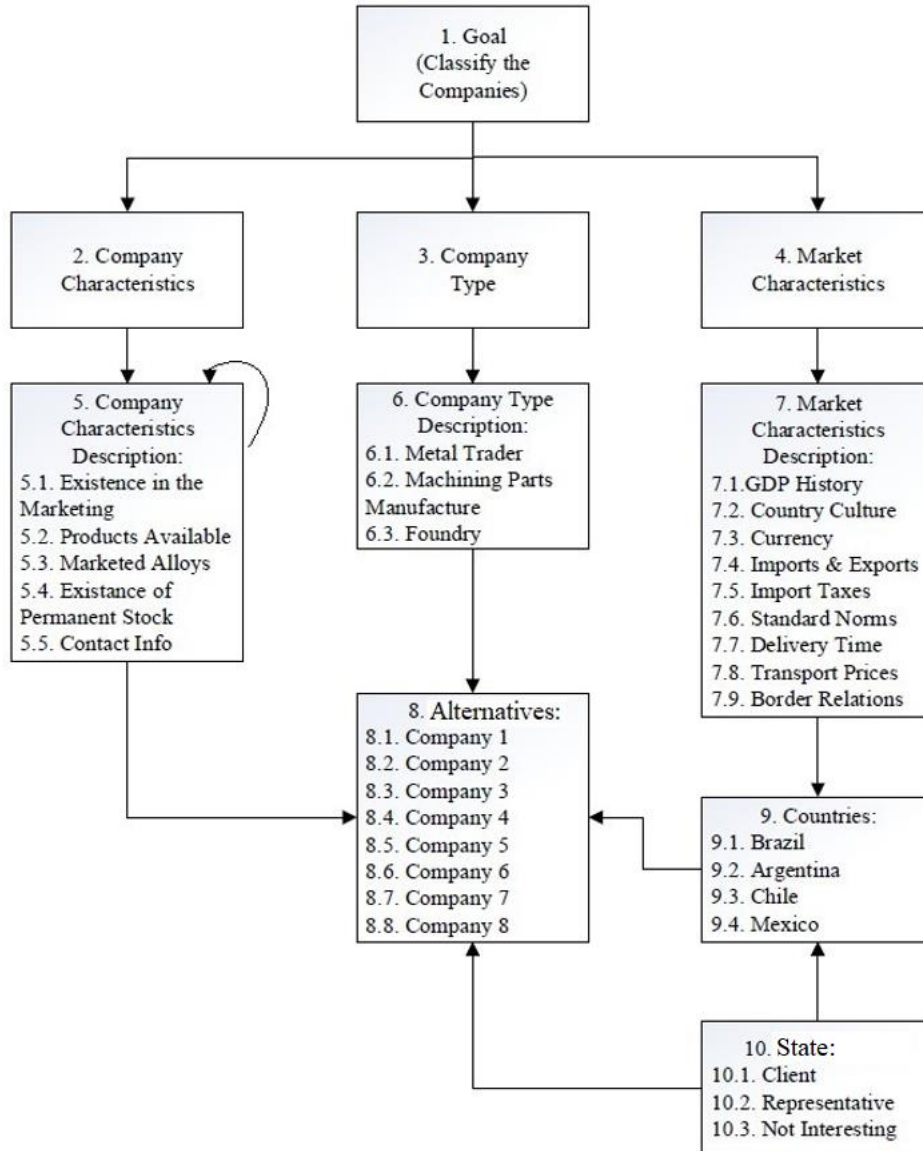 1. Goal
(Classify the
Companies)
2. Company
Characteristics
3. Company
Type
4. Market
Characteristics
5. Company
Characteristics
Description:
5.1. Existence in the
Marketing
5.2. Products Available
5.3. Marketed Alloys
5.4. Existance of
Permanent Stock
5.5. Contact Info
6. Company Type
Description:
6.1. Metal Trader
6.2. Machining Parts
Manufacture
6.3. Foundry
7. Market
Characteristics
Description:
7.1.GDP History
7.2. Country Culture
7.3. Currency
7.4. Imports & Exports
7.5. Import Taxes
7.6. Standard Norms
7.7. Delivery Time
7.8. Transport Prices
7.9. Border Relations
8. Alternatives:
8.1. Company 1
8.2. Company 2
8.3. Company 3
8.4. Company 4
8.5. Company 5
8.6. Company 6
8.7. Company 7
8.8. Company 8
9. Countries:
9.1. Brazil
9.2. Argentina
9.3. Chile
9.4. Mexico
10. State:
10.1. Client
10.2. Representative
10.3. Not Interesting